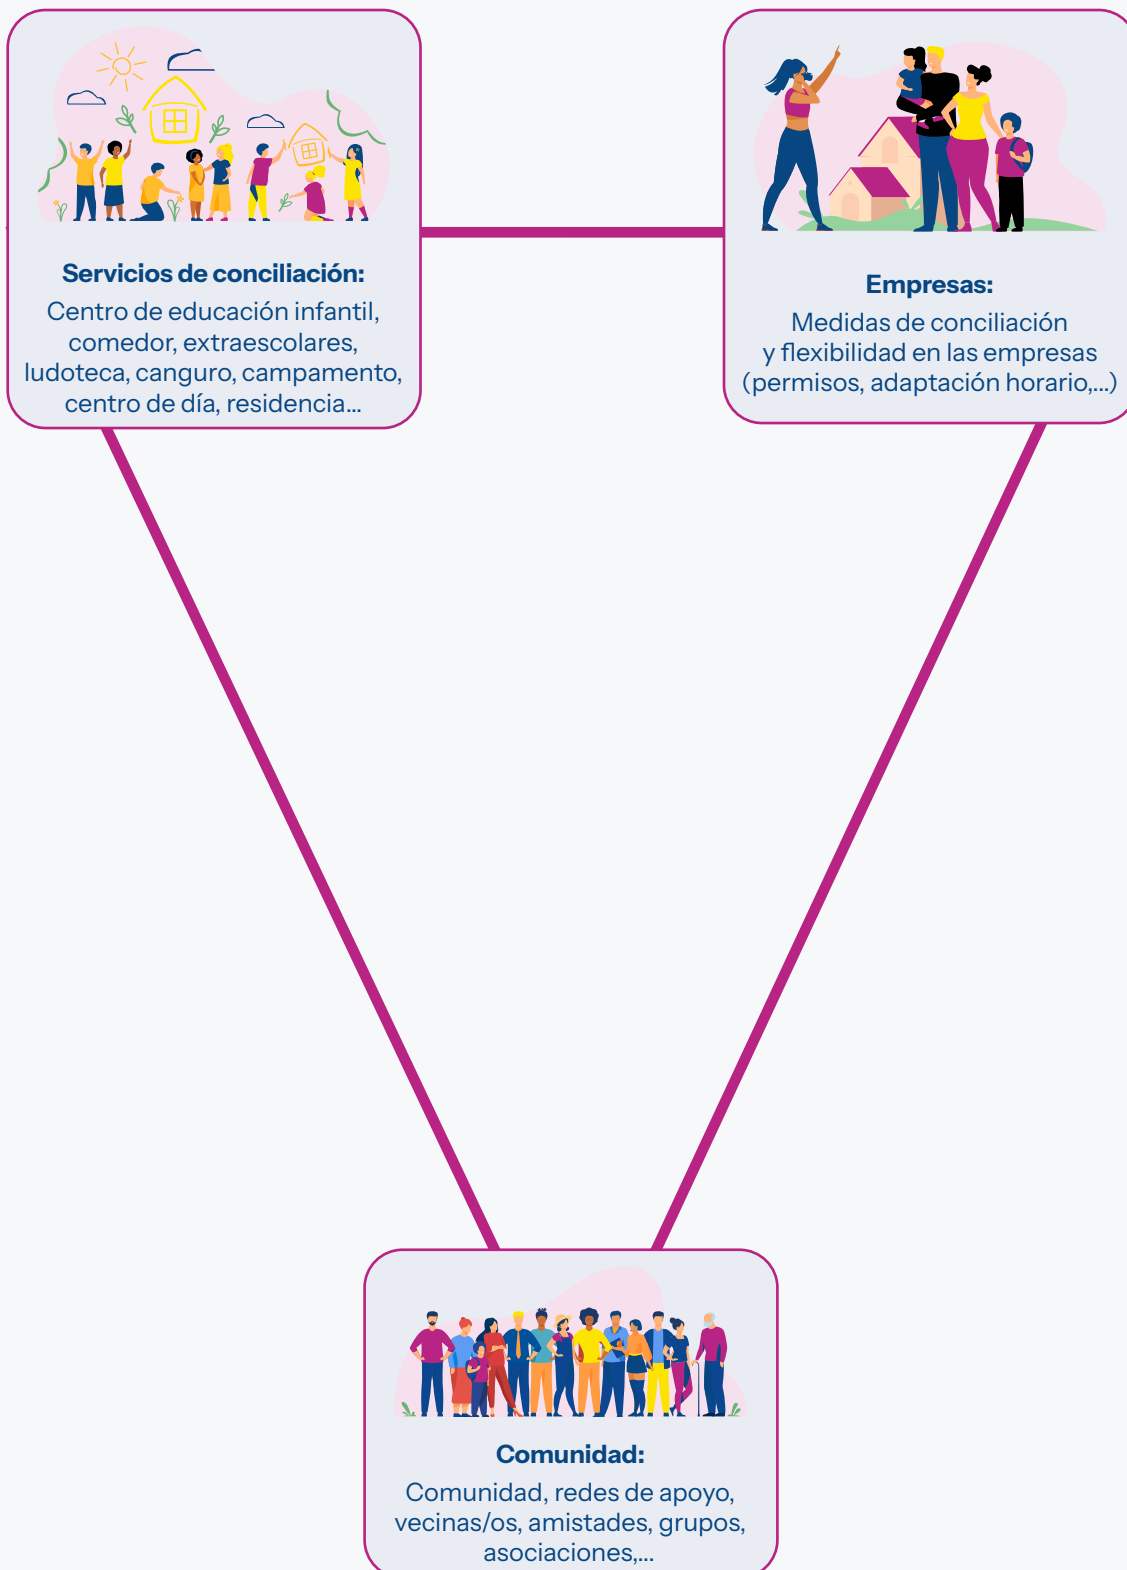 Servicios de conciliación:
Centro de educación infantil,
comedor, extraescolares,
ludoteca, canguro, campamento,
centro de día, residencia...
Empresas:
Medidas de conciliación
y flexibilidad en las empresas
(permisos, adaptación horario,...)
Comunidad:
Comunidad, redes de apoyo,
vecinas/os, amistades, grupos,
asociaciones,...